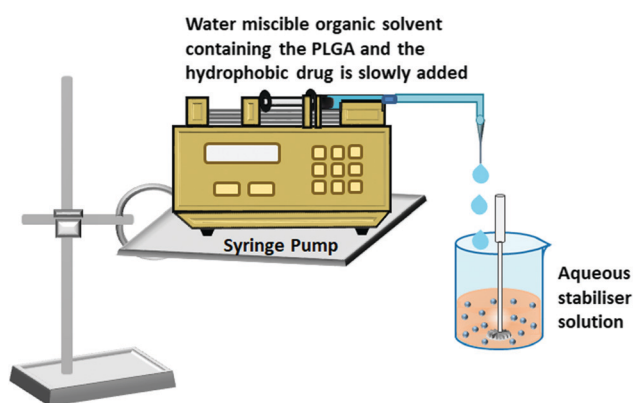 Water miscible organic solvent
containing the PLGA and the
hydrophobic drug is slowly added
Syringe Pump
Aqueous
stabiliser
solution